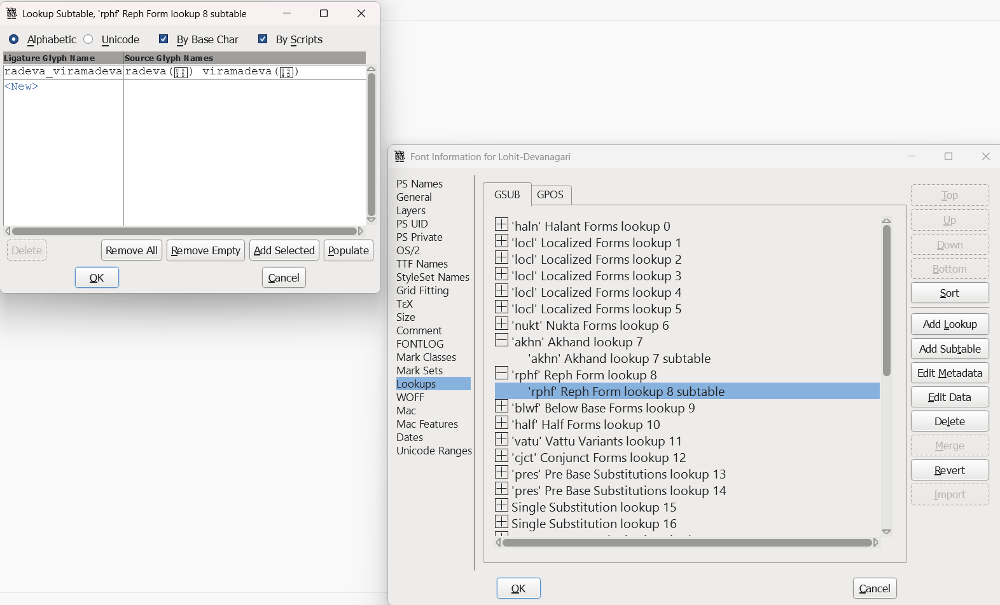 Lookup Subtable, 'rphf' Reph Form lookup 8 subtable
Alphabetic Unicode By Base Char By Scripts
Ligature Glyph Name Source Glyph Names
radeva_viramadeva radeva(0930) viramadeva(094D)
<New>
Delete Remove All Remove Empty Add Selected Populate
OK Cancel
Font Information for Lohit-Devanagari
PS Names
General
Layers
PS UID
PS Private
OS/2
TTF Names
StyleSet Names
Grid Fitting
TεX
Size
Comment
FONTLOG
Mark Classes
Mark Sets
Lookups
WOFF
Mac
Mac Features
Dates
Unicode Ranges
GSUB GPOS
'haln' Halant Forms lookup 0
'locl' Localized Forms lookup 1
'locl' Localized Forms lookup 2
'locl' Localized Forms lookup 3
'locl' Localized Forms lookup 4
'locl' Localized Forms lookup 5
'nukt' Nukta Forms lookup 6
'akhn' Akhand lookup 7
'akhn' Akhand lookup 7 subtable
'rphf' Reph Form lookup 8
'rphf' Reph Form lookup 8 subtable
'blwf' Below Base Forms lookup 9
'half' Half Forms lookup 10
'vatu' Vattu Variants lookup 11
'cjct' Conjunct Forms lookup 12
'pres' Pre Base Substitutions lookup 13
'pres' Pre Base Substitutions lookup 14
Single Substitution lookup 15
Single Substitution lookup 16
Top
Up
Down
Bottom
Sort
Add Lookup
Add Subtable
Edit Metadata
Edit Data
Delete
Merge
Revert
Import
OK Cancel